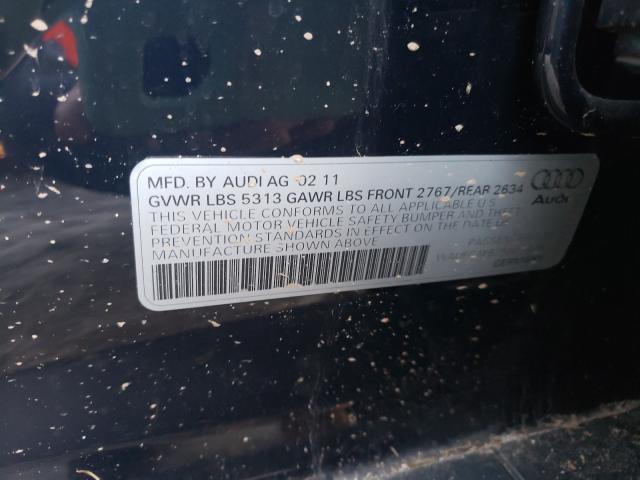 MFD. BY AUDI AG 02 11
GVWR LBS 5313 GAWR LBS FRONT 2767/REAR 2634
THIS VEHICLE CONFORMS TO ALL APPLICABLE U.S
FEDERAL MOTOR VEHICLE SAFETY BUMPER AND THEFT
PREVENTION STANDARDS IN EFFECT ON THE DATE OF
MANUFACTURE SHOWN ABOVE
Audi